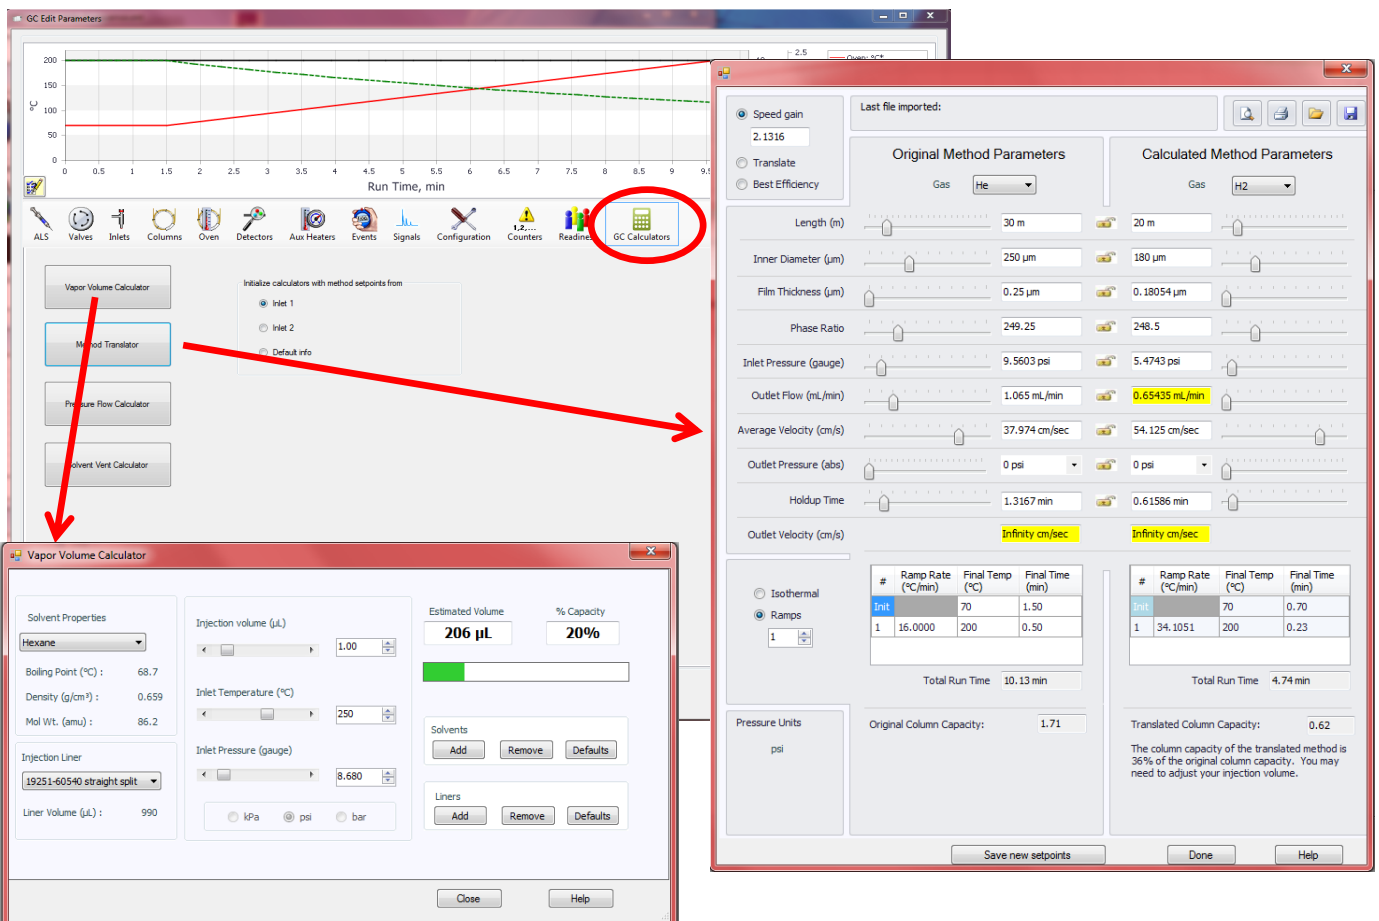 GC Edit Parameters
200
150
100
50
0
°C
0 0.5 1 1.5 2 2.5 3 3.5 4 4.5 5 5.5 6 6.5 7 7.5 8 8.5 9 9.5
Run Time, min
2.5
Oven: °C*
ALS Valves Inlets Columns Oven Detectors Aux Heaters Events Signals Configuration Counters Readiness GC Calculators
1,2,...
Vapor Volume Calculator
Method Translator
Pressure Flow Calculator
Solvent Vent Calculator
Initialize calculators with method setpoints from
Inlet 1
Inlet 2
Default info
Vapor Volume Calculator
Solvent Properties
Hexane
Boiling Point (°C) : 68.7
Density (g/cm³) : 0.659
Mol Wt. (amu) : 86.2
Injection Liner
19251-60540 straight split
Liner Volume (µL) : 990
Injection volume (µL)
1.00
Inlet Temperature (°C)
250
Inlet Pressure (gauge)
8.680
kPa psi bar
Estimated Volume % Capacity
206 µL 20%
Solvents
Add Remove Defaults
Liners
Add Remove Defaults
Close Help
Speed gain
2.1316
Translate
Best Efficiency
Last file imported:
Original Method Parameters Calculated Method Parameters
Gas He Gas H2
Length (m) 30 m 20 m
Inner Diameter (µm) 250 µm 180 µm
Film Thickness (µm) 0.25 µm 0.18054 µm
Phase Ratio 249.25 248.5
Inlet Pressure (gauge) 9.5603 psi 5.4743 psi
Outlet Flow (mL/min) 1.065 mL/min 0.65435 mL/min
Average Velocity (cm/s) 37.974 cm/sec 54.125 cm/sec
Outlet Pressure (abs) 0 psi 0 psi
Holdup Time 1.3167 min 0.61586 min
Outlet Velocity (cm/s) Infinity cm/sec Infinity cm/sec
Isothermal
Ramps
1
# Ramp Rate (°C/min) Final Temp (°C) Final Time (min)
Init 70 1.50
1 16.0000 200 0.50
Total Run Time 10.13 min
# Ramp Rate (°C/min) Final Temp (°C) Final Time (min)
Init 70 0.70
1 34.1051 200 0.23
Total Run Time 4.74 min
Pressure Units
psi
Original Column Capacity: 1.71
Translated Column Capacity: 0.62
The column capacity of the translated method is
36% of the original column capacity. You may
need to adjust your injection volume.
Save new setpoints Done Help